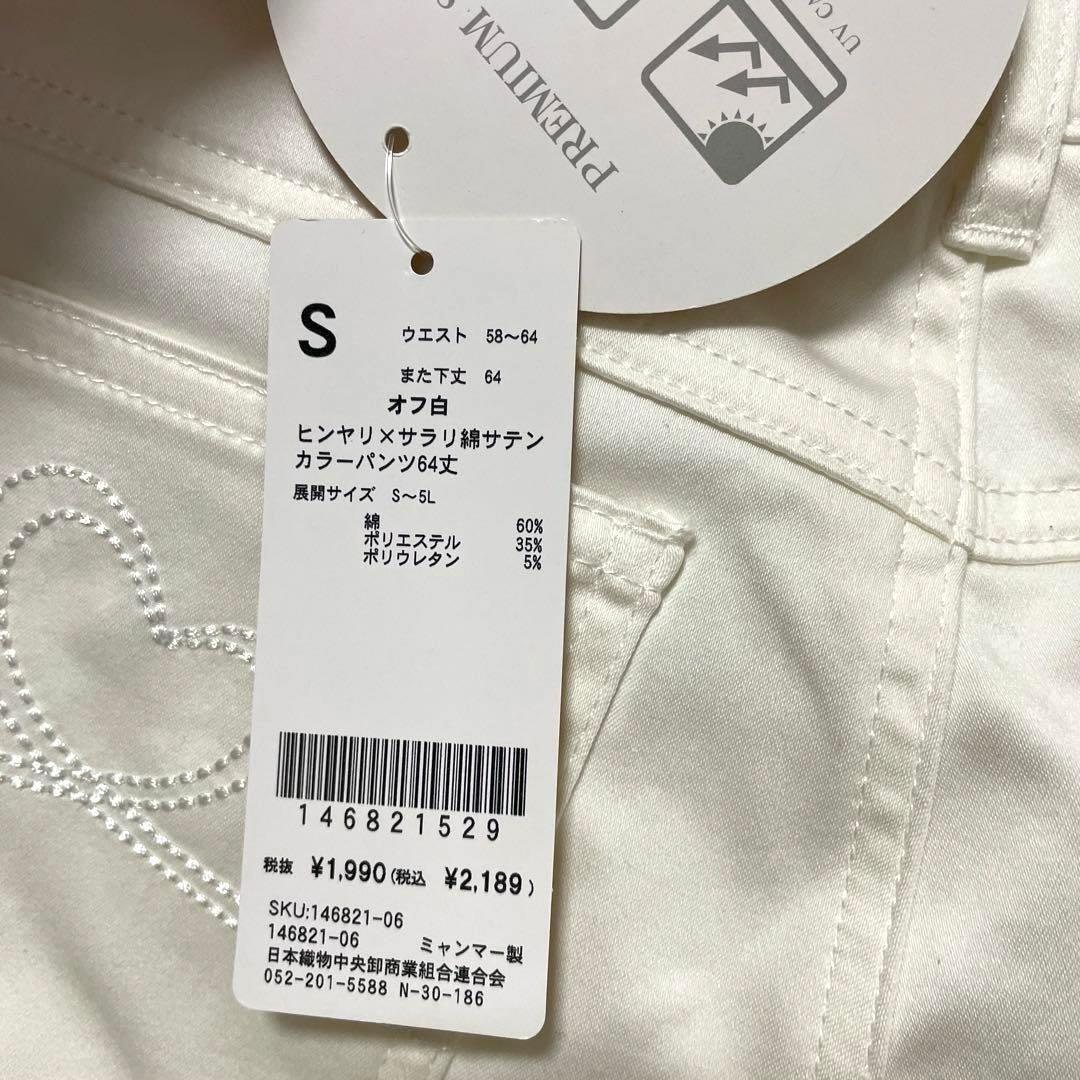 PREMIUM
UV CA
S
ウエスト 58～64
また下丈 64
オフ白
ヒンヤリ×サラリ綿サテン
カラーパンツ64丈
展開サイズ S～5L
綿 60%
ポリエステル 35%
ポリウレタン 5%
146821529
税抜 ¥1,990(税込 ¥2,189)
SKU:146821-06
146821-06 ミャンマー製
日本織物中央卸商業組合連合会
052-201-5588 N-30-186